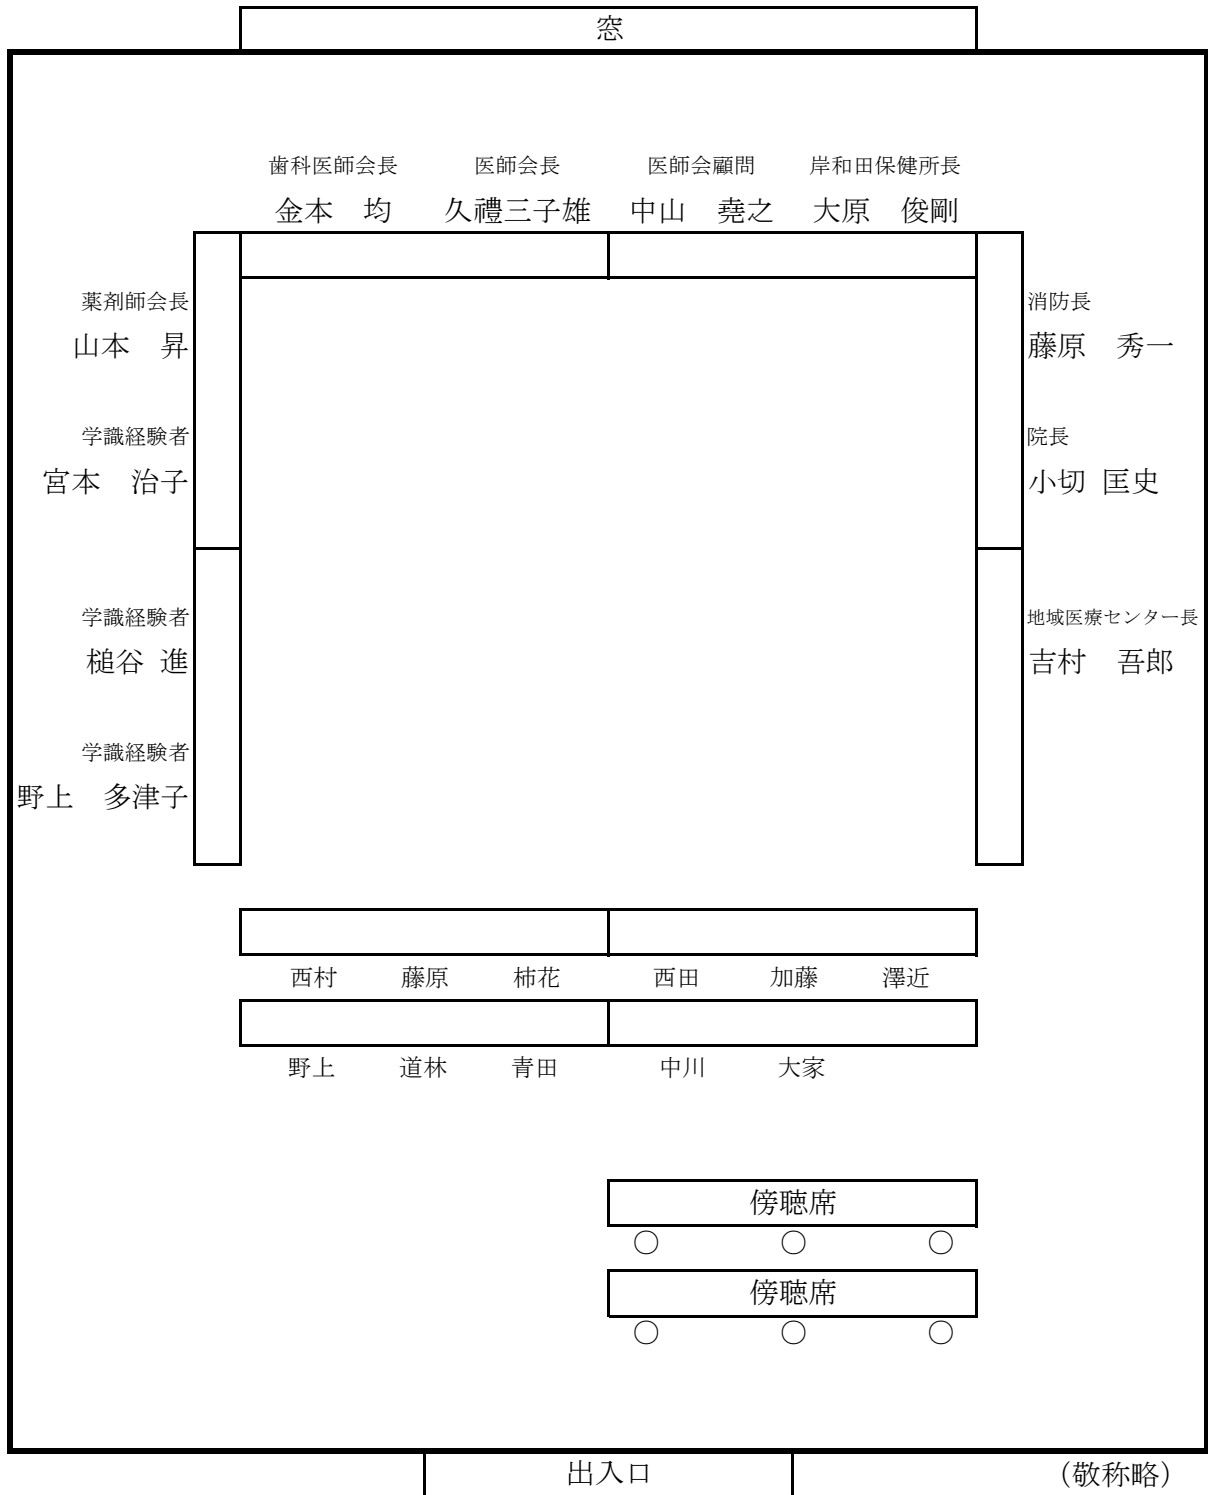 窓
歯科医師会長　医師会長　医師会顧問　岸和田保健所長
金本　均　久禮三子雄　中山　堯之　大原　俊剛
薬剤師会長　消防長
山本　昇　藤原　秀一
学識経験者　院長
宮本　治子　小切 匡史
学識経験者　地域医療センター長
槌谷 進　吉村　吾郎
学識経験者
野上　多津子
西村　藤原　柿花　西田　加藤　澤近
野上　道林　青田　中川　大家
傍聴席
○　○　○
傍聴席
○　○　○
出入口　（敬称略）